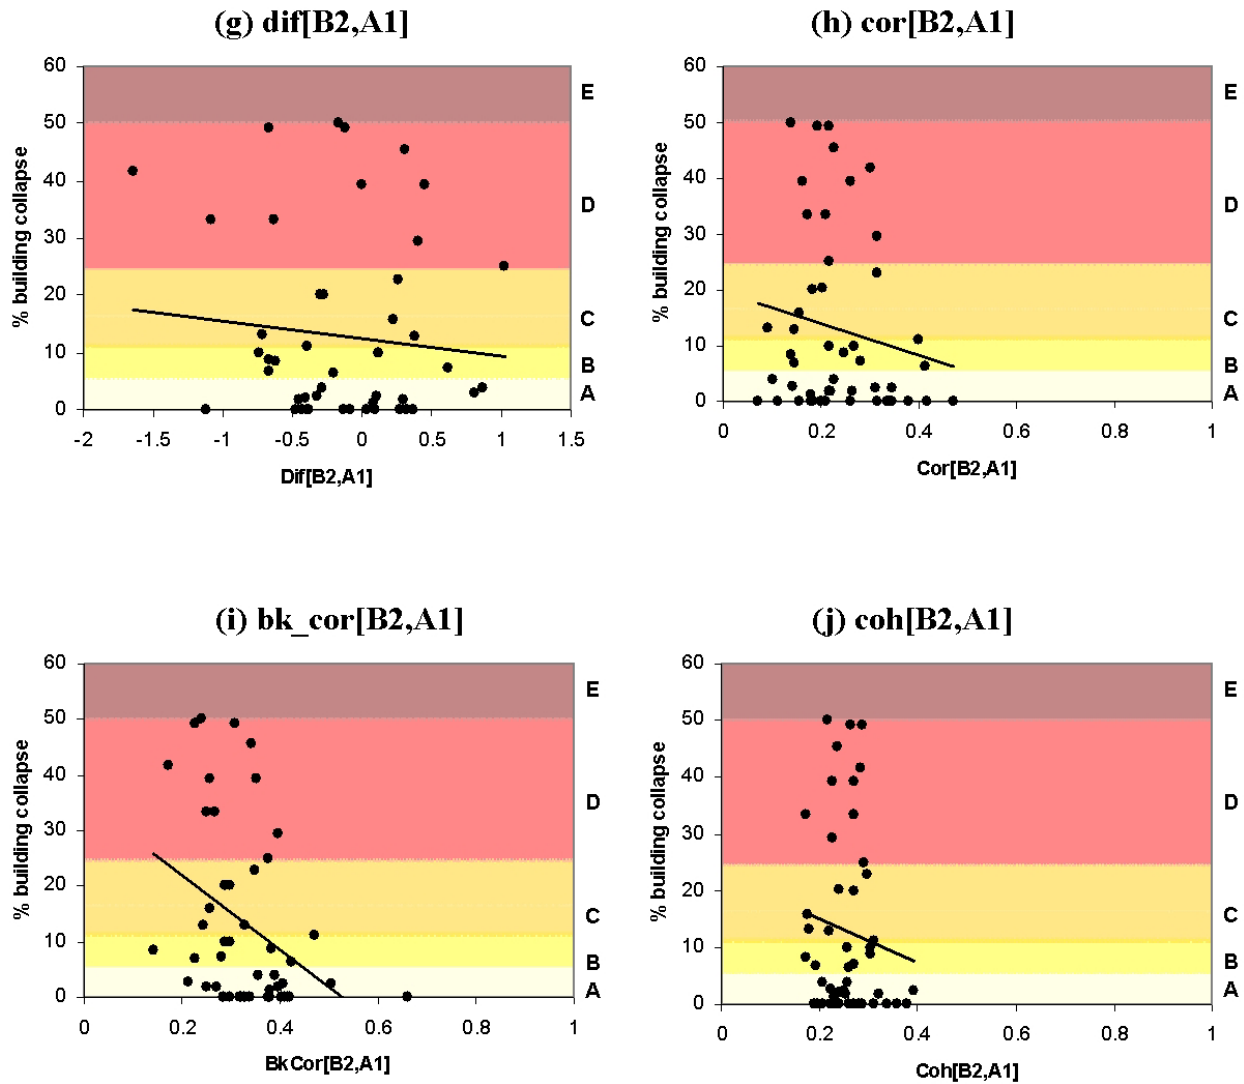 (g) dif[B2,A1]
60
50
40
30
20
10
0
% building collapse
E
D
C
B
A
-2
-1.5
-1
-0.5
0
0.5
1
1.5
Dif[B2,A1]
(h) cor[B2,A1]
60
50
40
30
20
10
0
% building collapse
E
D
C
B
A
0
0.2
0.4
0.6
0.8
1
Cor[B2,A1]
(i) bk_cor[B2,A1]
60
50
40
30
20
10
0
% building collapse
E
D
C
B
A
0
0.2
0.4
0.6
0.8
1
BkCor[B2,A1]
(j) coh[B2,A1]
60
50
40
30
20
10
0
% building collapse
E
D
C
B
A
0
0.2
0.4
0.6
0.8
1
Coh[B2,A1]